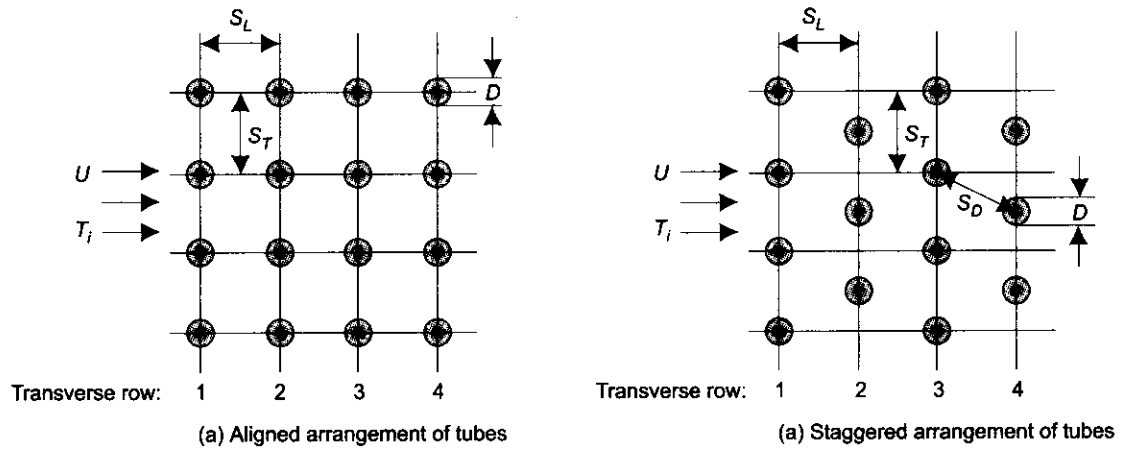 S_L
D
S_T
U
T_i
Transverse row: 1 2 3 4
(a) Aligned arrangement of tubes
S_L
S_T
U
S_D
D
T_i
Transverse row: 1 2 3 4
(a) Staggered arrangement of tubes